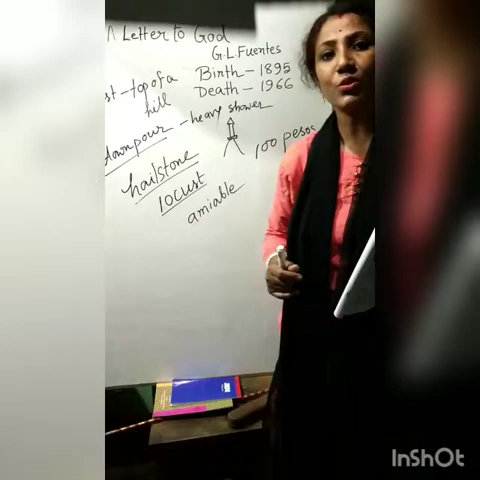 A Letter to God
G.L.Fuentes
Birth - 1895
Death - 1966
st - top of a
hill
downpour - heavy shower
100 pesos
hailstone
locust
amiable
InShOt